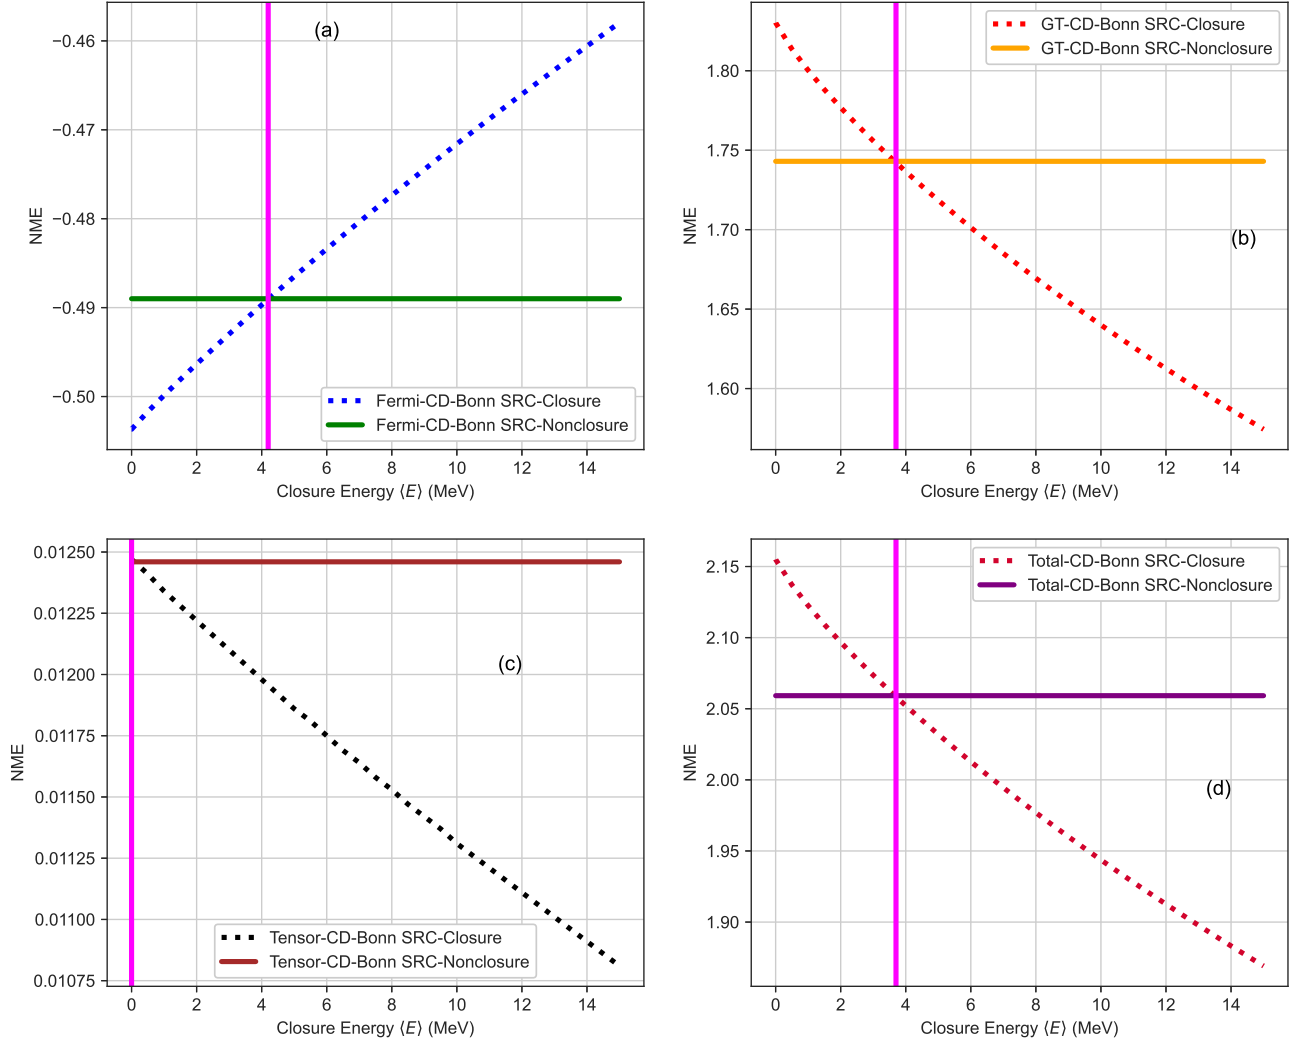 (a)
−0.46
−0.47
−0.48
−0.49
−0.50
NME
Fermi-CD-Bonn SRC-Closure
Fermi-CD-Bonn SRC-Nonclosure
0 2 4 6 8 10 12 14
Closure Energy ⟨E⟩ (MeV)
GT-CD-Bonn SRC-Closure
GT-CD-Bonn SRC-Nonclosure
1.80
1.75
1.70
1.65
1.60
NME
(b)
0 2 4 6 8 10 12 14
Closure Energy ⟨E⟩ (MeV)
0.01250
0.01225
0.01200
0.01175
0.01150
0.01125
0.01100
0.01075
NME
(c)
Tensor-CD-Bonn SRC-Closure
Tensor-CD-Bonn SRC-Nonclosure
0 2 4 6 8 10 12 14
Closure Energy ⟨E⟩ (MeV)
Total-CD-Bonn SRC-Closure
Total-CD-Bonn SRC-Nonclosure
2.15
2.10
2.05
2.00
1.95
1.90
NME
(d)
0 2 4 6 8 10 12 14
Closure Energy ⟨E⟩ (MeV)